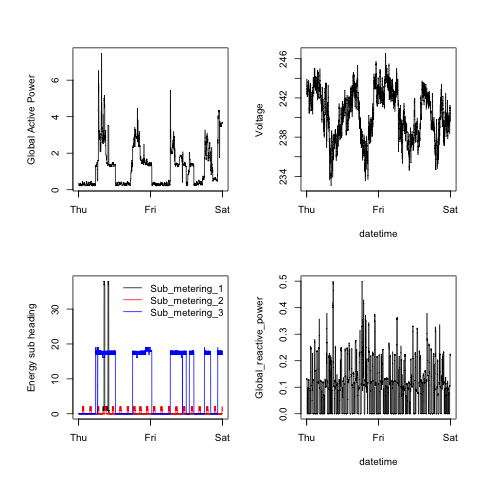 Global Active Power
0 2 4 6
Thu Fri Sat
Voltage
234 238 242 246
Thu Fri Sat
datetime
Energy sub heading
0 10 20 30
Sub_metering_1
Sub_metering_2
Sub_metering_3
Thu Fri Sat
Global_reactive_power
0.0 0.1 0.2 0.3 0.4 0.5
Thu Fri Sat
datetime